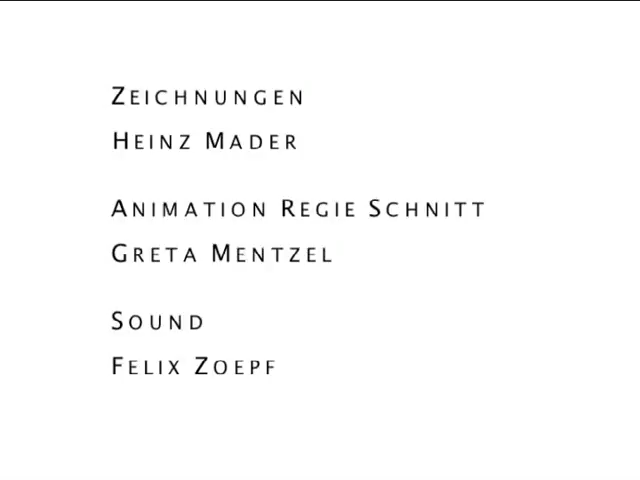 Zeichnungen
Heinz Mader
Animation Regie Schnitt
Greta Mentzel
Sound
Felix Zoepf